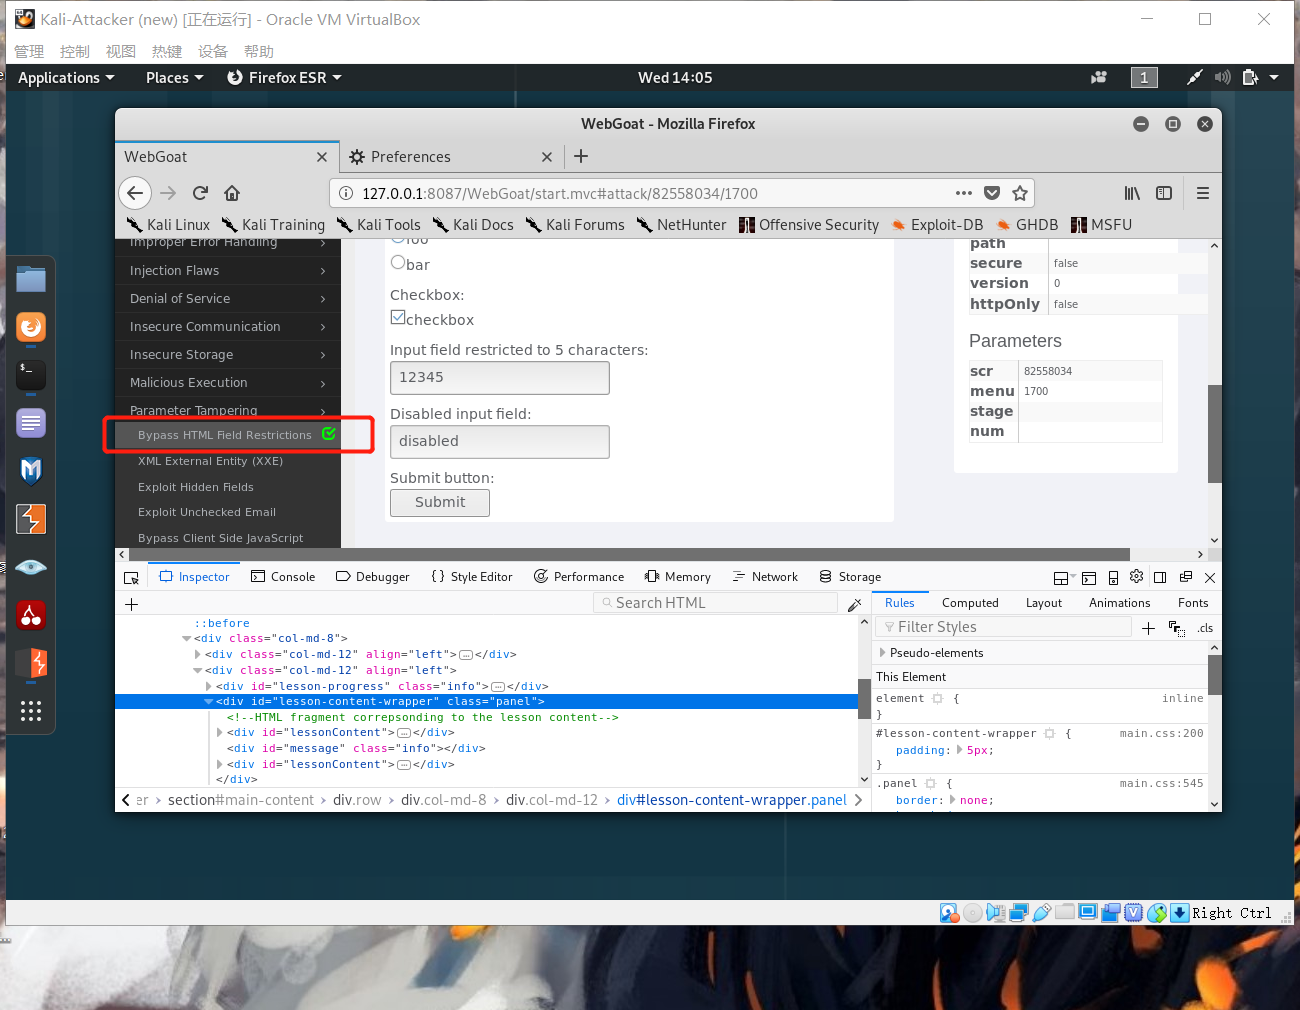 Kali-Attacker (new) [正在运行] - Oracle VM VirtualBox
管理 控制 视图 热键 设备 帮助
Applications Places Firefox ESR Wed 14:05 1
WebGoat - Mozilla Firefox
WebGoat Preferences
127.0.0.1:8087/WebGoat/start.mvc#attack/82558034/1700
Kali Linux Kali Training Kali Tools Kali Docs Kali Forums NetHunter Offensive Security Exploit-DB GHDB MSFU
Improper Error Handling
Injection Flaws
Denial of Service
Insecure Communication
Insecure Storage
Malicious Execution
Parameter Tampering
Bypass HTML Field Restrictions
XML External Entity (XXE)
Exploit Hidden Fields
Exploit Unchecked Email
Bypass Client Side JavaScript
foo
bar
Checkbox:
checkbox
Input field restricted to 5 characters:
12345
Disabled input field:
disabled
Submit button:
Submit
path
secure false
version 0
httpOnly false
Parameters
scr 82558034
menu 1700
stage
num
Inspector Console Debugger {} Style Editor Performance Memory Network Storage
Search HTML
::before
<div class="col-md-8">
<div class="col-md-12" align="left">…</div>
<div class="col-md-12" align="left">
<div id="lesson-progress" class="info">…</div>
<div id="lesson-content-wrapper" class="panel">
<!--HTML fragment correpsonding to the lesson content-->
<div id="lessonContent">…</div>
<div id="message" class="info"></div>
<div id="lessonContent">…</div>
</div>
er › section#main-content › div.row › div.col-md-8 › div.col-md-12 › div#lesson-content-wrapper.panel
Rules Computed Layout Animations Fonts
Filter Styles + .cls
Pseudo-elements
This Element
element { inline
}
#lesson-content-wrapper { main.css:200
padding: 5px;
}
.panel { main.css:545
border: none;
Right Ctrl